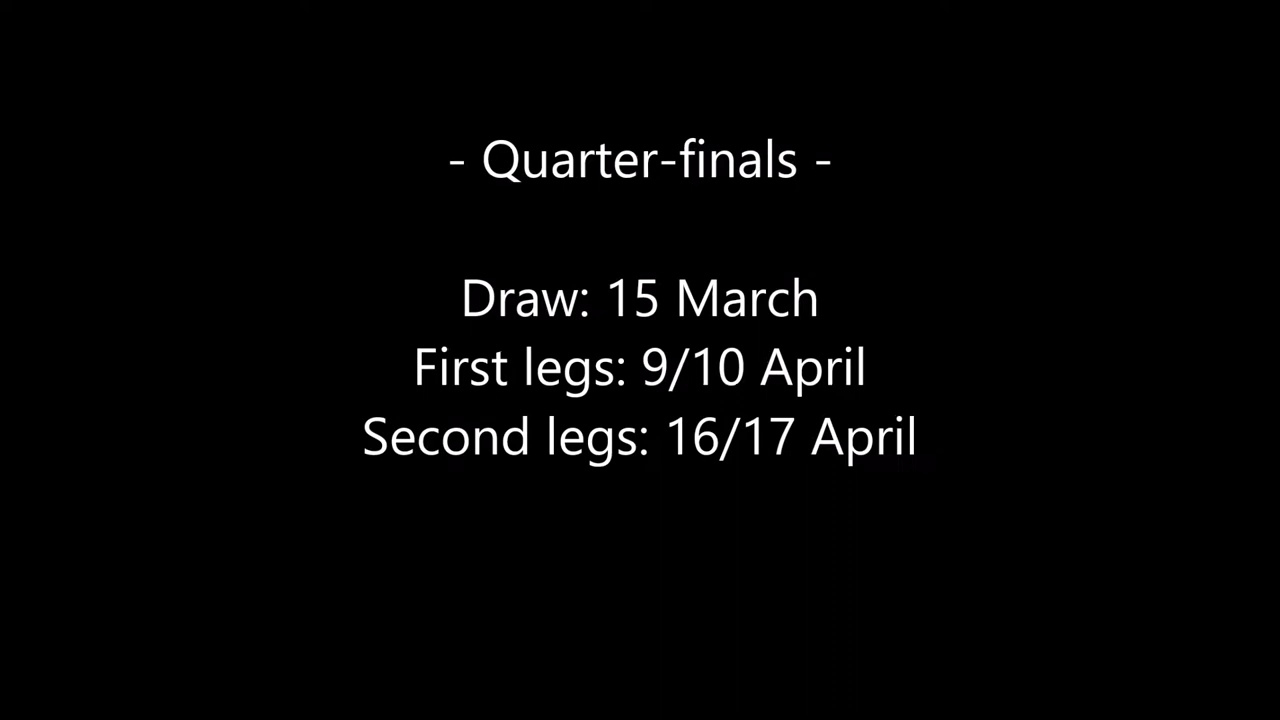 - Quarter-finals -
Draw: 15 March
First legs: 9/10 April
Second legs: 16/17 April